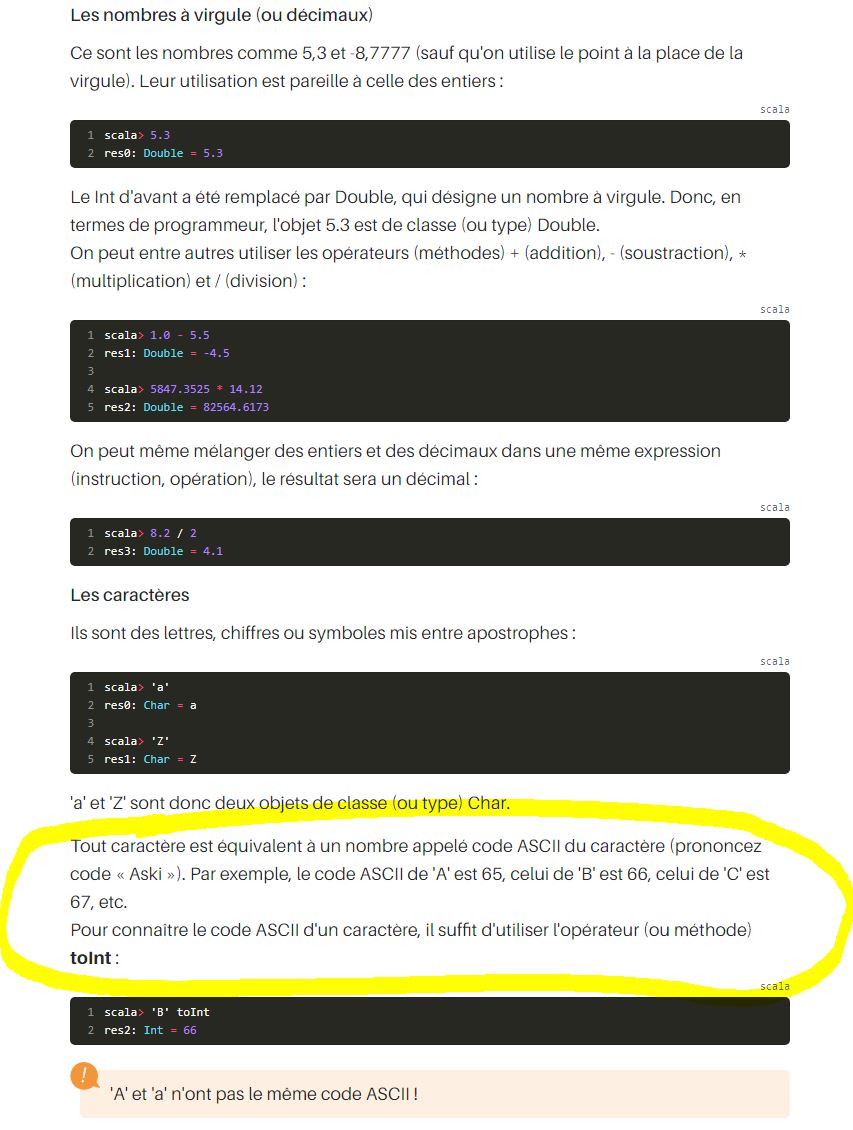 Les nombres à virgule (ou décimaux)
Ce sont les nombres comme 5,3 et -8,7777 (sauf qu'on utilise le point à la place de la
virgule). Leur utilisation est pareille à celle des entiers :
scala
1 scala> 5.3
2 res0: Double = 5.3
Le Int d'avant a été remplacé par Double, qui désigne un nombre à virgule. Donc, en
termes de programmeur, l'objet 5.3 est de classe (ou type) Double.
On peut entre autres utiliser les opérateurs (méthodes) + (addition), - (soustraction), *
(multiplication) et / (division) :
scala
1 scala> 1.0 - 5.5
2 res1: Double = -4.5
3
4 scala> 5847.3525 * 14.12
5 res2: Double = 82564.6173
On peut même mélanger des entiers et des décimaux dans une même expression
(instruction, opération), le résultat sera un décimal :
scala
1 scala> 8.2 / 2
2 res3: Double = 4.1
Les caractères
Ils sont des lettres, chiffres ou symboles mis entre apostrophes :
scala
1 scala> 'a'
2 res0: Char = a
3
4 scala> 'Z'
5 res1: Char = Z
'a' et 'Z' sont donc deux objets de classe (ou type) Char.
Tout caractère est équivalent à un nombre appelé code ASCII du caractère (prononcez
code « Aski »). Par exemple, le code ASCII de 'A' est 65, celui de 'B' est 66, celui de 'C' est
67, etc.
Pour connaître le code ASCII d'un caractère, il suffit d'utiliser l'opérateur (ou méthode)
toInt :
scala
1 scala> 'B' toInt
2 res2: Int = 66
!
'A' et 'a' n'ont pas le même code ASCII !